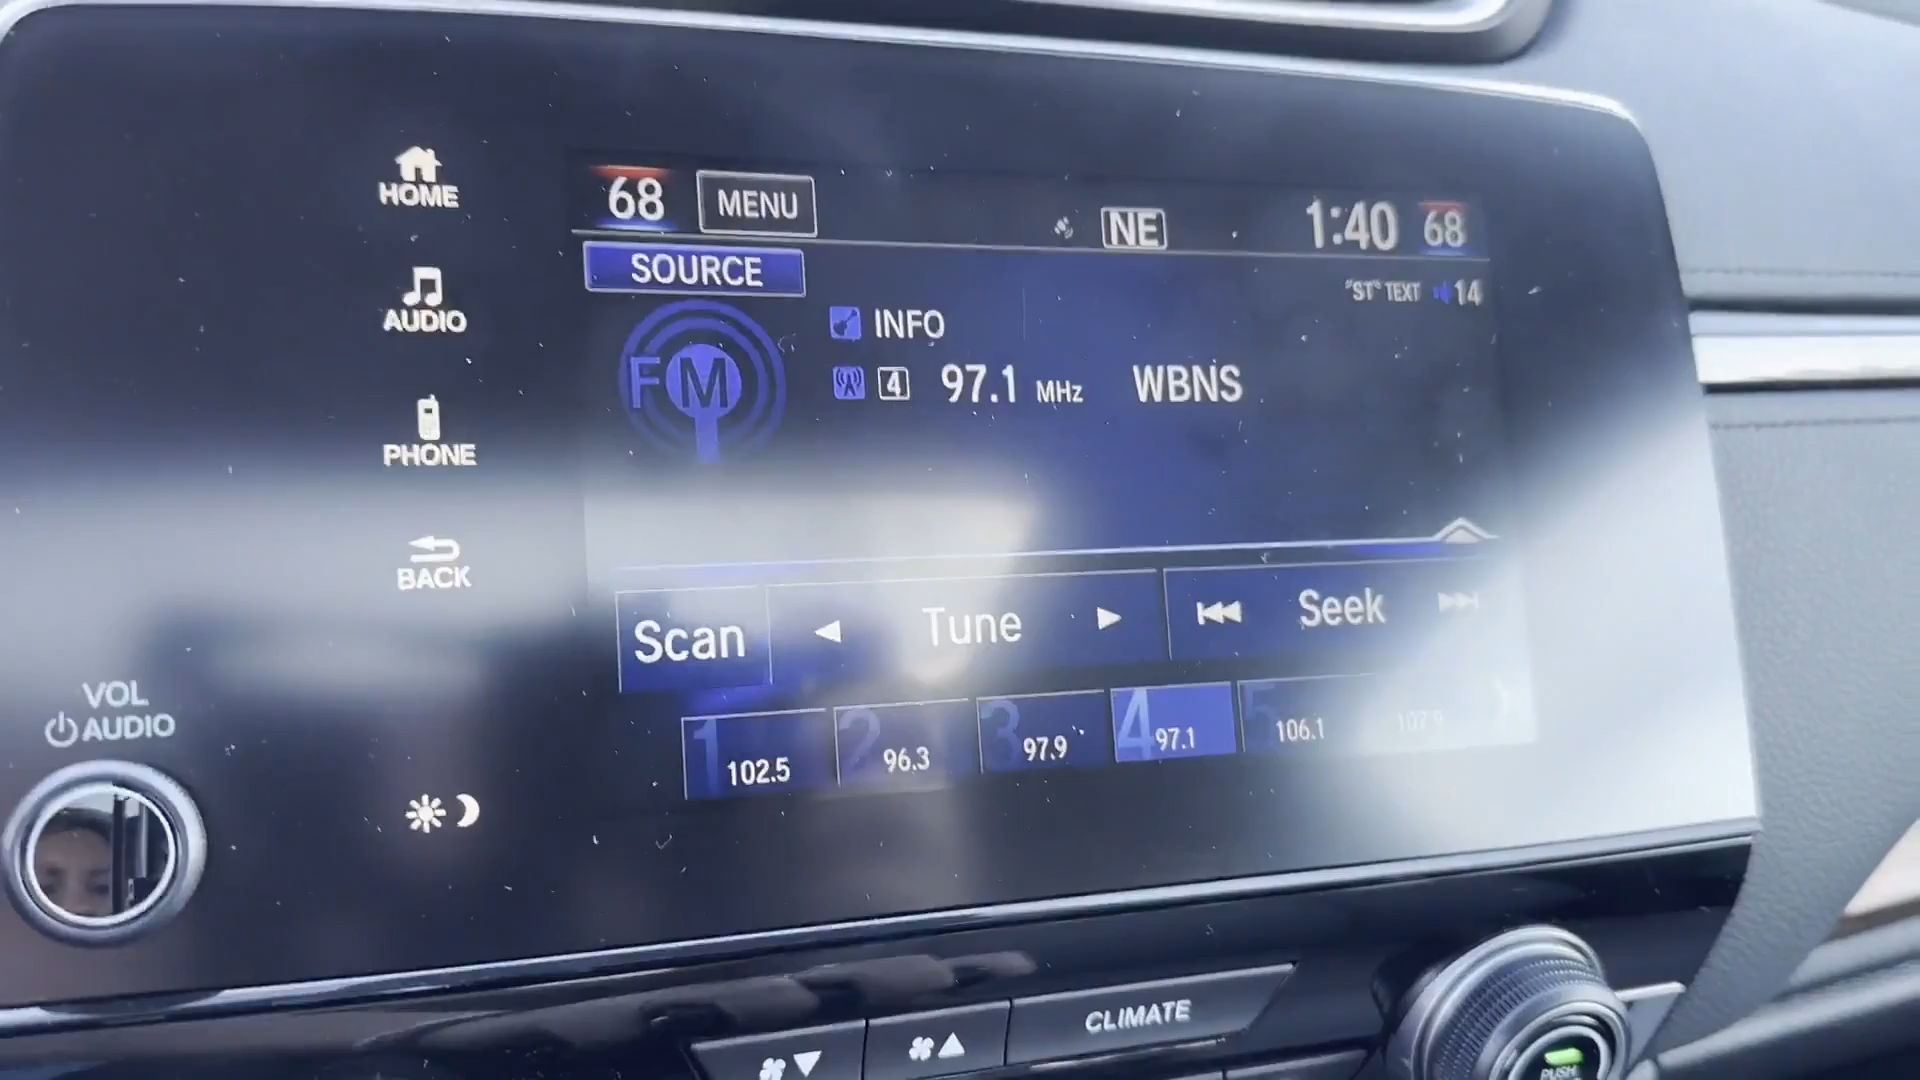 HOME
AUDIO
PHONE
BACK
VOL
AUDIO
68 MENU NE 1:40 68
SOURCE
"ST" TEXT 14
FM
INFO
4 97.1 MHz WBNS
Scan Tune Seek
1 102.5 2 96.3 3 97.9 4 97.1 5 106.1 107.9
CLIMATE
PUSH